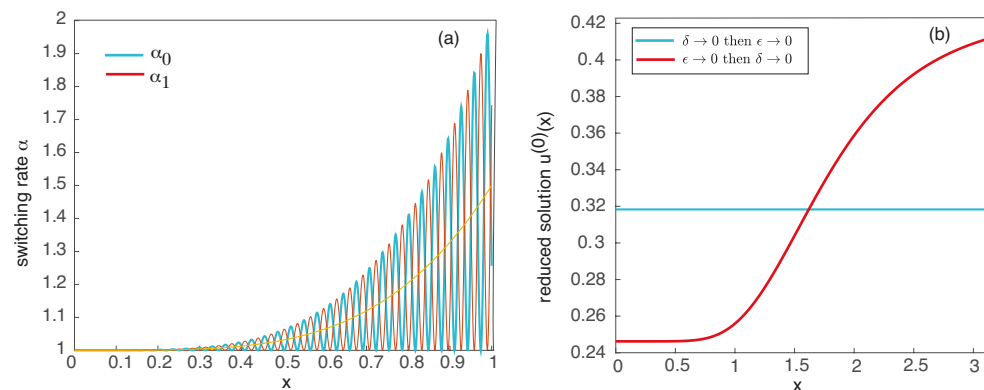 (a)
α0
α1
switching rate α
2
1.9
1.8
1.7
1.6
1.5
1.4
1.3
1.2
1.1
1
0 0.1 0.2 0.3 0.4 0.5 0.6 0.7 0.8 0.9 1
x
(b)
δ → 0 then ϵ → 0
ϵ → 0 then δ → 0
reduced solution u(0)(x)
0.42
0.4
0.38
0.36
0.34
0.32
0.3
0.28
0.26
0.24
0 0.5 1 1.5 2 2.5 3
x